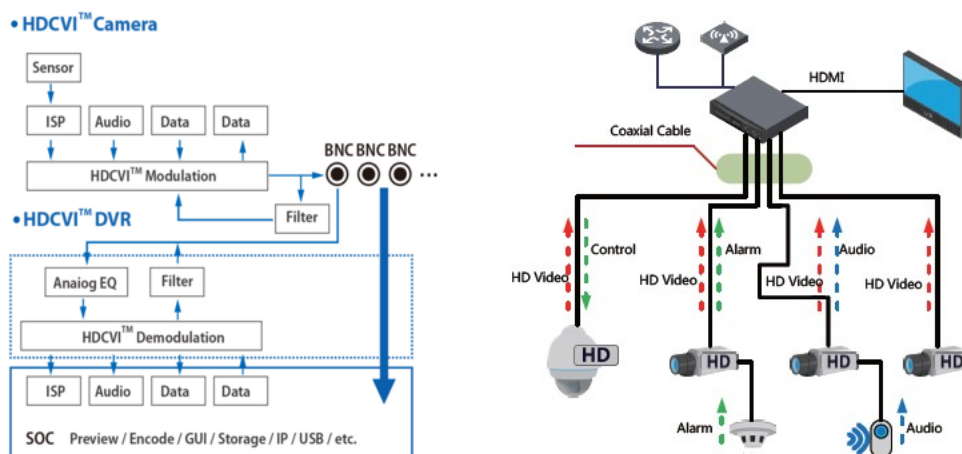 • HDCVI™ Camera
Sensor
ISP Audio Data Data
HDCVI™ Modulation
BNC BNC BNC
...
Filter
• HDCVI™ DVR
Anaiog EQ Filter
HDCVI™ Demodulation
ISP Audio Data Data
SOC Preview / Encode / GUI / Storage / IP / USB / etc.
HDMI
Coaxial Cable
Control Alarm Audio
HD Video HD Video HD Video HD Video
HD HD HD HD
Alarm Audio